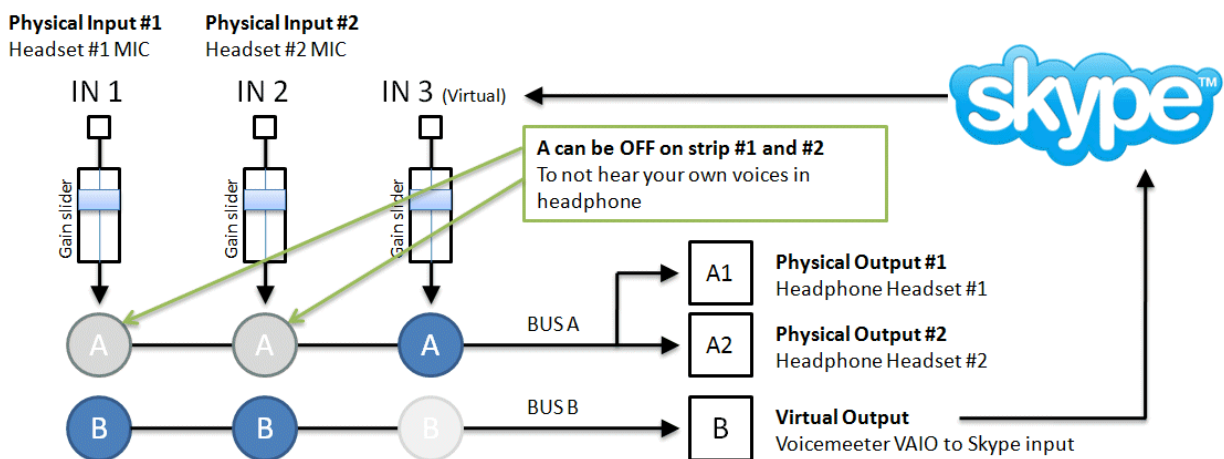 Physical Input #1
Headset #1 MIC
Physical Input #2
Headset #2 MIC
IN 1
IN 2
IN 3 (Virtual)
skype™
A can be OFF on strip #1 and #2
To not hear your own voices in
headphone
Gain slider
Gain slider
Gain slider
A
A
A
BUS A
A1
Physical Output #1
Headphone Headset #1
A2
Physical Output #2
Headphone Headset #2
B
B
B
BUS B
B
Virtual Output
Voicemeeter VAIO to Skype input